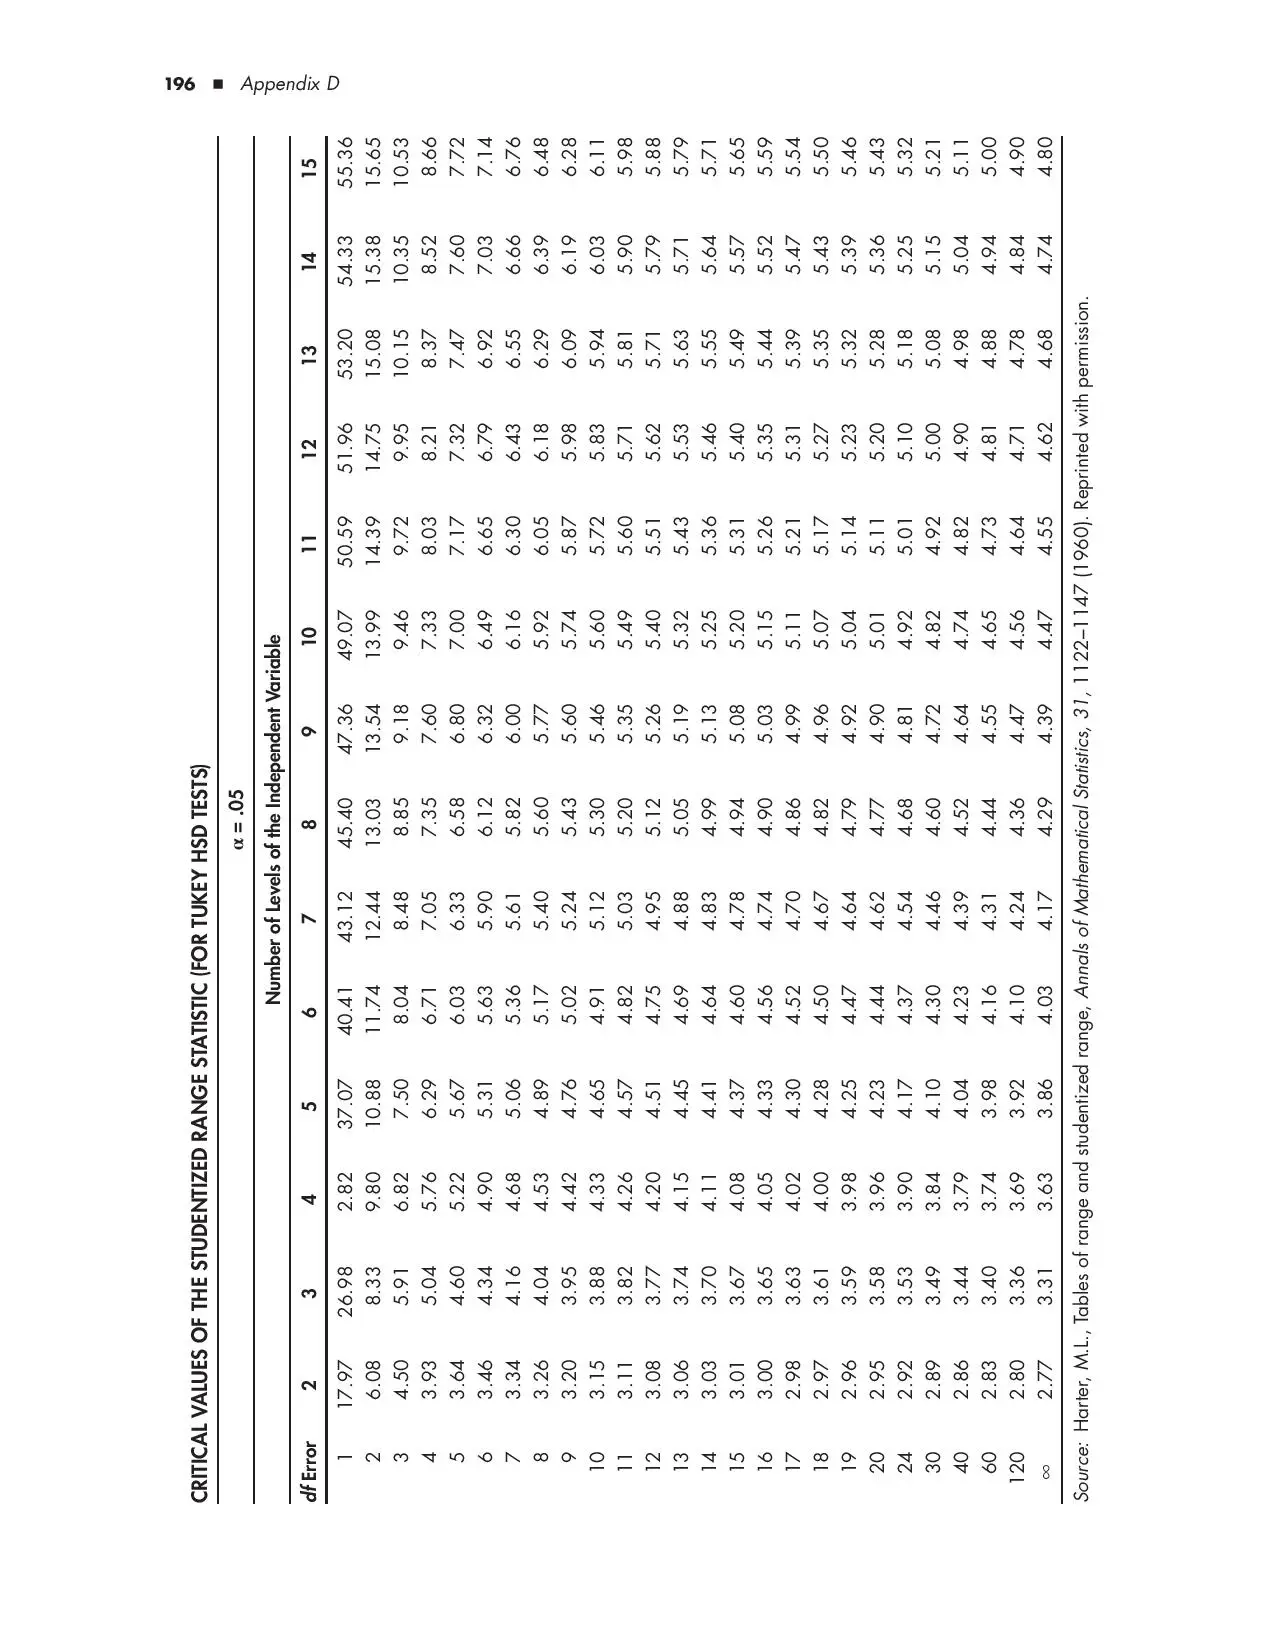 196 ■ Appendix D
CRITICAL VALUES OF THE STUDENTIZED RANGE STATISTIC (FOR TUKEY HSD TESTS)
α = .05
Number of Levels of the Independent Variable
df Error 2 3 4 5 6 7 8 9 10 11 12 13 14 15
1 17.97 26.98 2.82 37.07 40.41 43.12 45.40 47.36 49.07 50.59 51.96 53.20 54.33 55.36
2 6.08 8.33 9.80 10.88 11.74 12.44 13.03 13.54 13.99 14.39 14.75 15.08 15.38 15.65
3 4.50 5.91 6.82 7.50 8.04 8.48 8.85 9.18 9.46 9.72 9.95 10.15 10.35 10.53
4 3.93 5.04 5.76 6.29 6.71 7.05 7.35 7.60 7.33 8.03 8.21 8.37 8.52 8.66
5 3.64 4.60 5.22 5.67 6.03 6.33 6.58 6.80 7.00 7.17 7.32 7.47 7.60 7.72
6 3.46 4.34 4.90 5.31 5.63 5.90 6.12 6.32 6.49 6.65 6.79 6.92 7.03 7.14
7 3.34 4.16 4.68 5.06 5.36 5.61 5.82 6.00 6.16 6.30 6.43 6.55 6.66 6.76
8 3.26 4.04 4.53 4.89 5.17 5.40 5.60 5.77 5.92 6.05 6.18 6.29 6.39 6.48
9 3.20 3.95 4.42 4.76 5.02 5.24 5.43 5.60 5.74 5.87 5.98 6.09 6.19 6.28
10 3.15 3.88 4.33 4.65 4.91 5.12 5.30 5.46 5.60 5.72 5.83 5.94 6.03 6.11
11 3.11 3.82 4.26 4.57 4.82 5.03 5.20 5.35 5.49 5.60 5.71 5.81 5.90 5.98
12 3.08 3.77 4.20 4.51 4.75 4.95 5.12 5.26 5.40 5.51 5.62 5.71 5.79 5.88
13 3.06 3.74 4.15 4.45 4.69 4.88 5.05 5.19 5.32 5.43 5.53 5.63 5.71 5.79
14 3.03 3.70 4.11 4.41 4.64 4.83 4.99 5.13 5.25 5.36 5.46 5.55 5.64 5.71
15 3.01 3.67 4.08 4.37 4.60 4.78 4.94 5.08 5.20 5.31 5.40 5.49 5.57 5.65
16 3.00 3.65 4.05 4.33 4.56 4.74 4.90 5.03 5.15 5.26 5.35 5.44 5.52 5.59
17 2.98 3.63 4.02 4.30 4.52 4.70 4.86 4.99 5.11 5.21 5.31 5.39 5.47 5.54
18 2.97 3.61 4.00 4.28 4.50 4.67 4.82 4.96 5.07 5.17 5.27 5.35 5.43 5.50
19 2.96 3.59 3.98 4.25 4.47 4.64 4.79 4.92 5.04 5.14 5.23 5.32 5.39 5.46
20 2.95 3.58 3.96 4.23 4.44 4.62 4.77 4.90 5.01 5.11 5.20 5.28 5.36 5.43
24 2.92 3.53 3.90 4.17 4.37 4.54 4.68 4.81 4.92 5.01 5.10 5.18 5.25 5.32
30 2.89 3.49 3.84 4.10 4.30 4.46 4.60 4.72 4.82 4.92 5.00 5.08 5.15 5.21
40 2.86 3.44 3.79 4.04 4.23 4.39 4.52 4.64 4.74 4.82 4.90 4.98 5.04 5.11
60 2.83 3.40 3.74 3.98 4.16 4.31 4.44 4.55 4.65 4.73 4.81 4.88 4.94 5.00
120 2.80 3.36 3.69 3.92 4.10 4.24 4.36 4.47 4.56 4.64 4.71 4.78 4.84 4.90
∞ 2.77 3.31 3.63 3.86 4.03 4.17 4.29 4.39 4.47 4.55 4.62 4.68 4.74 4.80
Source: Harter, M.L., Tables of range and studentized range, Annals of Mathematical Statistics, 31, 1122–1147 (1960). Reprinted with permission.